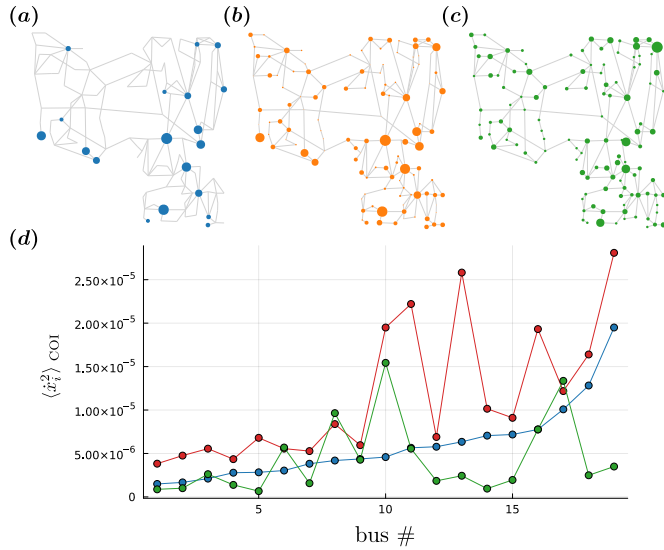 (a) (b) (c)
(d)
2.50×10⁻⁵
2.00×10⁻⁵
1.50×10⁻⁵
1.00×10⁻⁵
5.00×10⁻⁶
0
⟨ẋᵢ²⟩ COI
5 10 15
bus #